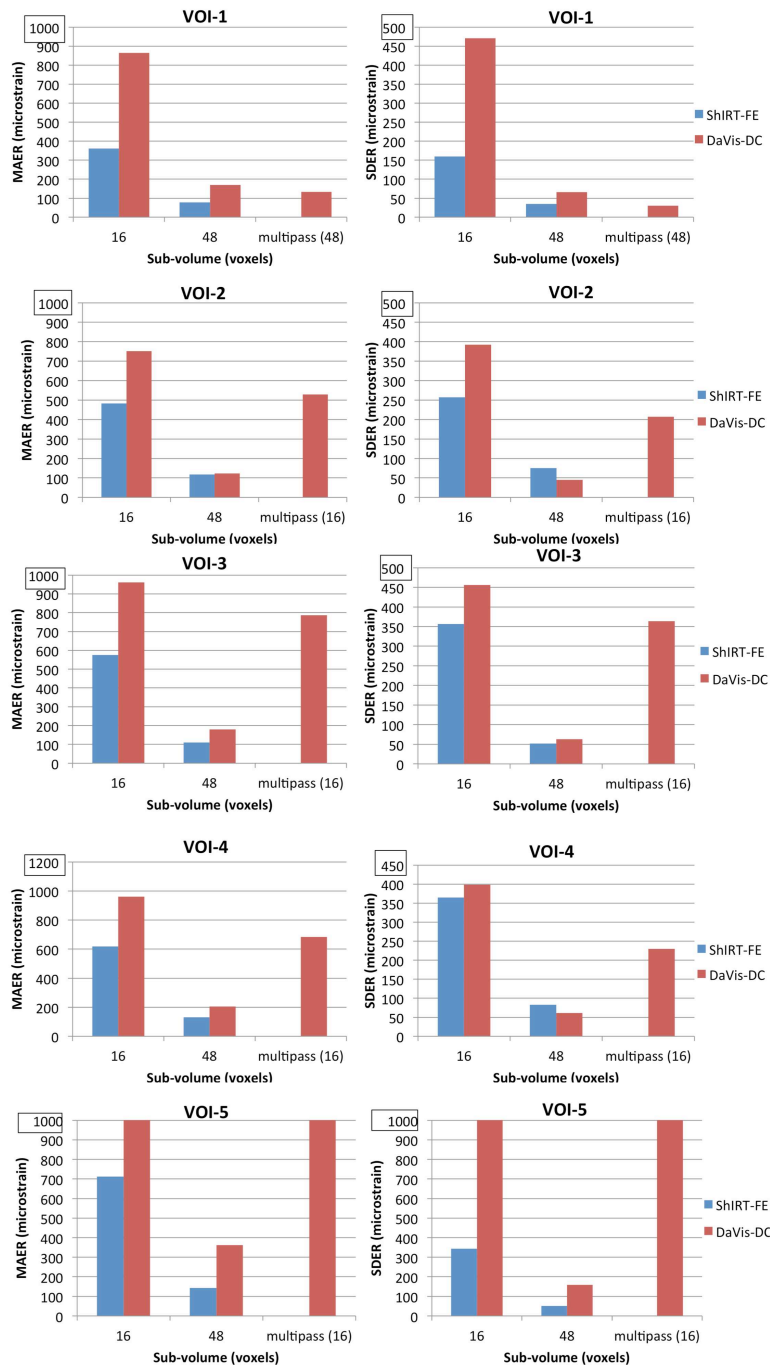 VOI-1
1000
900
800
700
600
500
400
300
200
100
0
MAER (microstrain)
16
48
multipass (48)
Sub-volume (voxels)
VOI-1
500
450
400
350
300
250
200
150
100
50
0
SDER (microstrain)
16
48
multipass (48)
Sub-volume (voxels)
ShIRT-FE
DaVis-DC
VOI-2
1000
900
800
700
600
500
400
300
200
100
0
MAER (microstrain)
16
48
multipass (16)
Sub-volume (voxels)
VOI-2
500
450
400
350
300
250
200
150
100
50
0
SDER (microstrain)
16
48
multipass (16)
Sub-volume (voxels)
ShIRT-FE
DaVis-DC
VOI-3
1000
900
800
700
600
500
400
300
200
100
0
MAER (microstrain)
16
48
multipass (16)
Sub-volume (voxels)
VOI-3
500
450
400
350
300
250
200
150
100
50
0
SDER (microstrain)
16
48
multipass (16)
Sub-volume (voxels)
ShIRT-FE
DaVis-DC
VOI-4
1200
1000
800
600
400
200
0
MAER (microstrain)
16
48
multipass (16)
Sub-volume (voxels)
VOI-4
450
400
350
300
250
200
150
100
50
0
SDER (microstrain)
16
48
multipass (16)
Sub-volume (voxels)
ShIRT-FE
DaVis-DC
VOI-5
1000
900
800
700
600
500
400
300
200
100
0
MAER (microstrain)
16
48
multipass (16)
Sub-volume (voxels)
VOI-5
1000
900
800
700
600
500
400
300
200
100
0
SDER (microstrain)
16
48
multipass (16)
Sub-volume (voxels)
ShIRT-FE
DaVis-DC